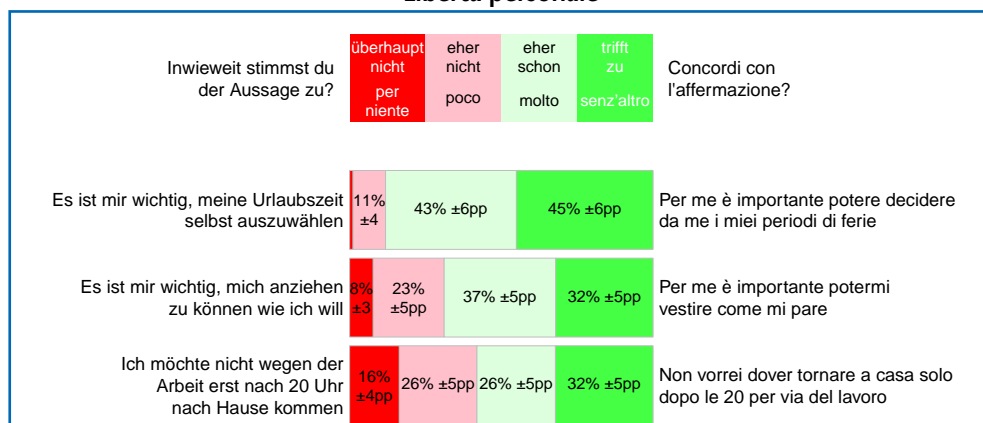 Libertà personale
Inwieweit stimmst du
der Aussage zu?
überhaupt
nicht
per
niente
eher
nicht
poco
eher
schon
molto
trifft
zu
senz'altro
Concordi con
l'affermazione?
Es ist mir wichtig, meine Urlaubszeit
selbst auszuwählen
11%
±4
43% ±6pp
45% ±6pp
Per me è importante potere decidere
da me i miei periodi di ferie
Es ist mir wichtig, mich anziehen
zu können wie ich will
8%
±3
23%
±5pp
37% ±5pp
32% ±5pp
Per me è importante potermi
vestire come mi pare
Ich möchte nicht wegen der
Arbeit erst nach 20 Uhr
nach Hause kommen
16%
±4pp
26% ±5pp
26% ±5pp
32% ±5pp
Non vorrei dover tornare a casa solo
dopo le 20 per via del lavoro